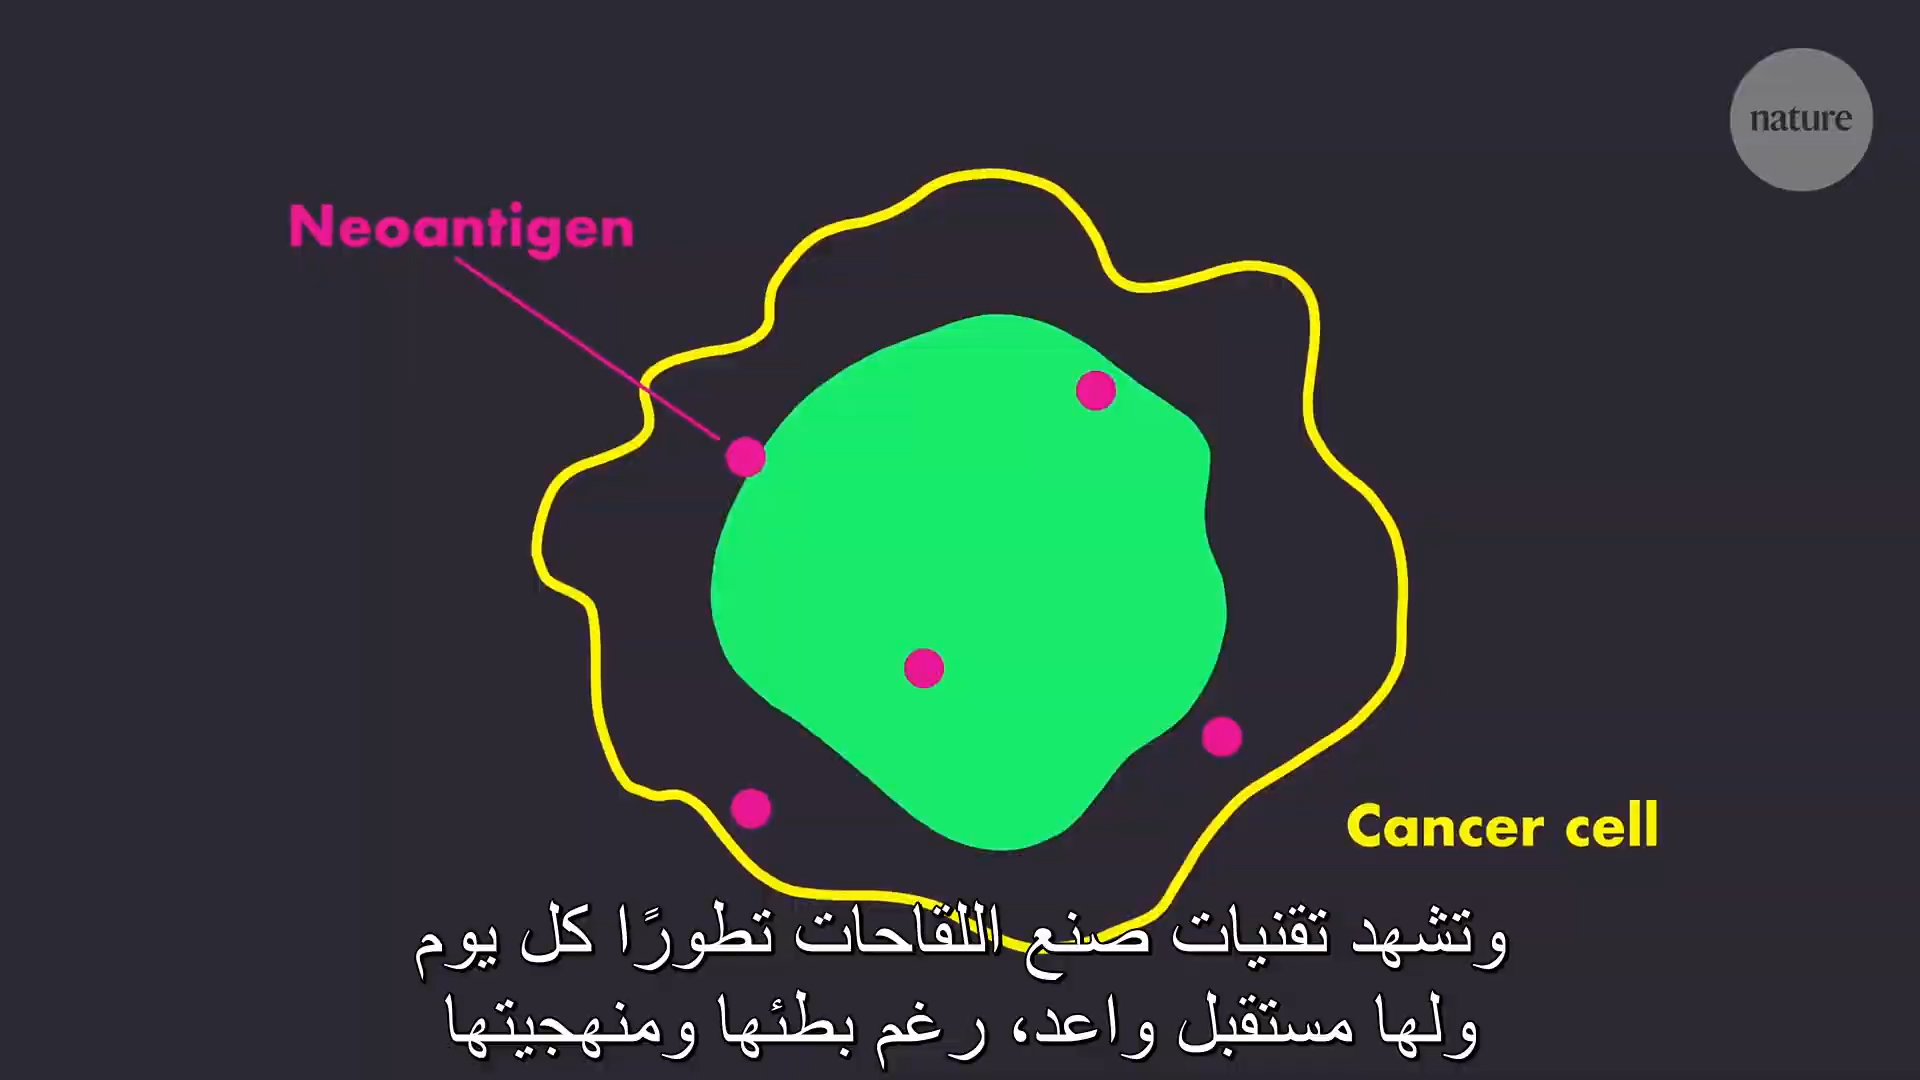 nature
Neoantigen
Cancer cell
وتشهد تقنيات صنع اللقاحات تطورًا كل يوم
ولها مستقبل واعد، رغم بطئها ومنهجيتها